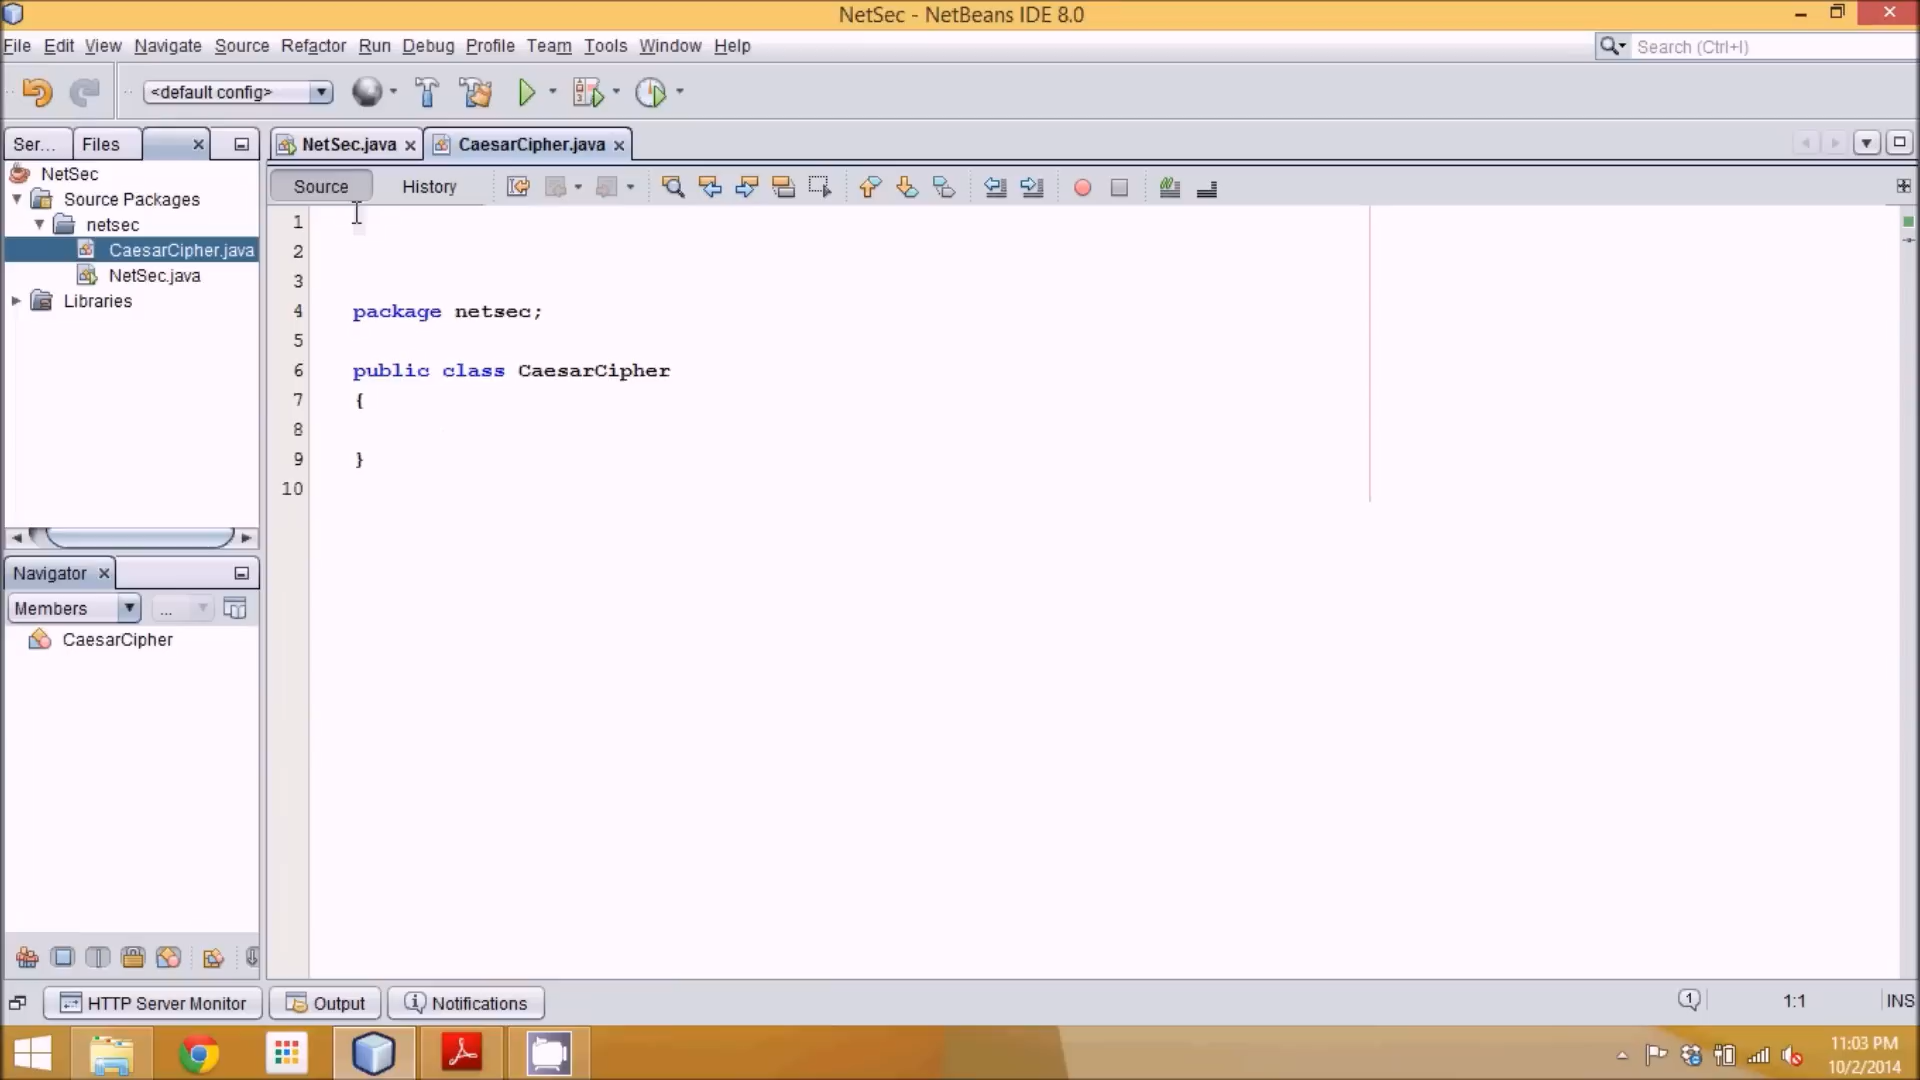 NetSec - NetBeans IDE 8.0
File Edit View Navigate Source Refactor Run Debug Profile Team Tools Window Help
Search (Ctrl+I)
<default config>
Ser... Files
NetSec.java CaesarCipher.java
Source History
NetSec
Source Packages
netsec
CaesarCipher.java
NetSec.java
Libraries
1
2
3
4 package netsec;
5
6 public class CaesarCipher
7 {
8
9 }
10
Navigator
Members ...
CaesarCipher
HTTP Server Monitor Output Notifications
1 1:1 INS
11:03 PM
10/2/2014